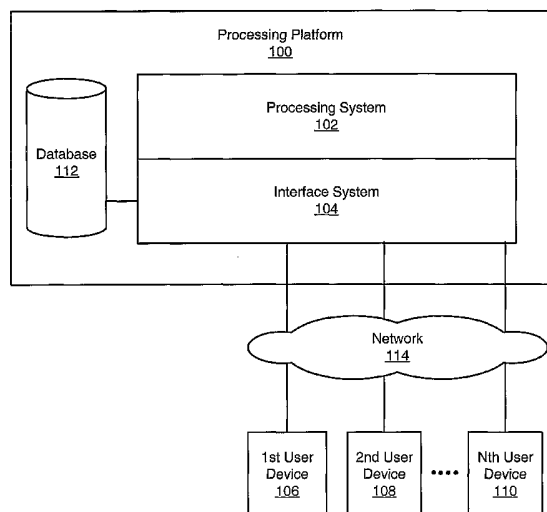 Processing Platform
100
Processing System
102
Database
112
Interface System
104
Network
114
1st User
Device
106
2nd User
Device
108
Nth User
Device
110